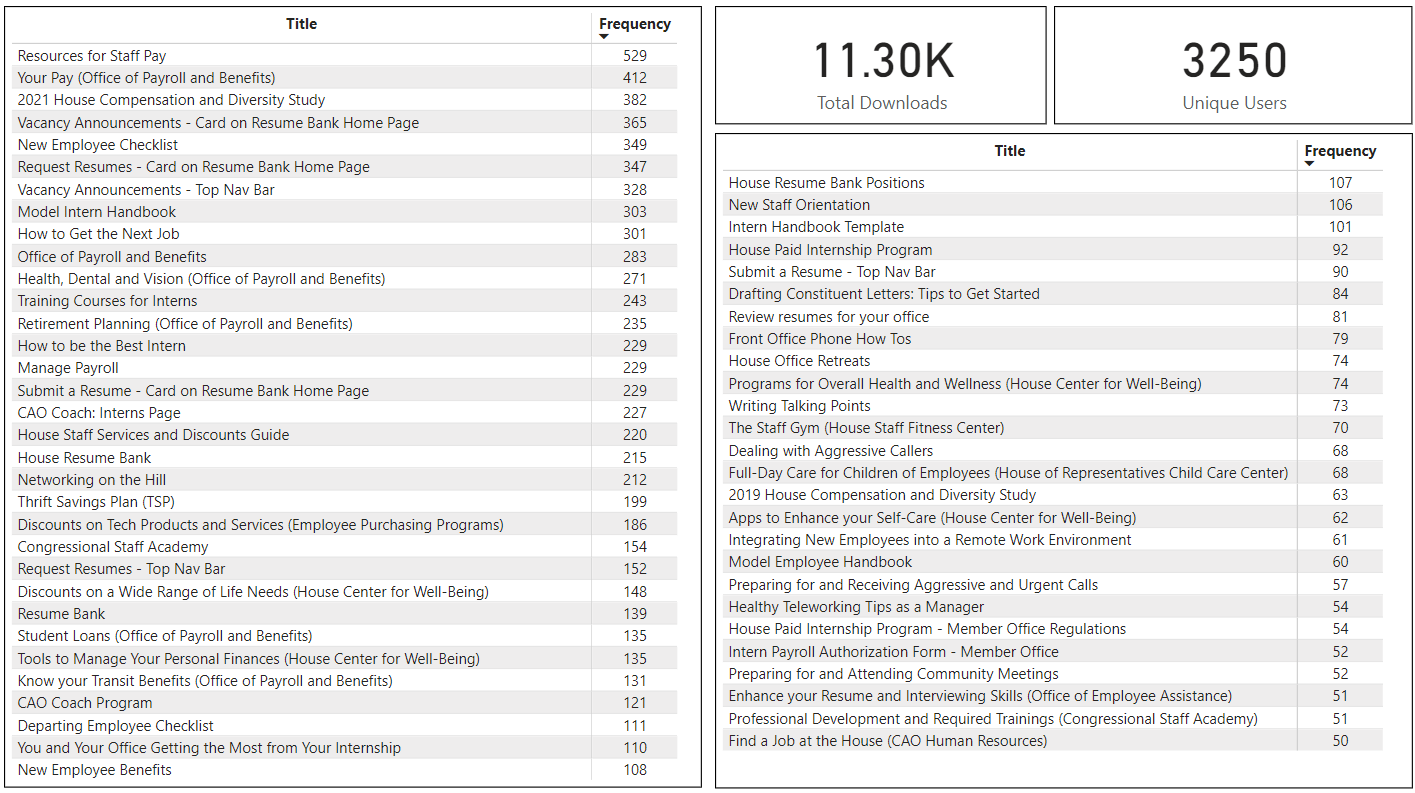 Title Frequency
Resources for Staff Pay 529
Your Pay (Office of Payroll and Benefits) 412
2021 House Compensation and Diversity Study 382
Vacancy Announcements - Card on Resume Bank Home Page 365
New Employee Checklist 349
Request Resumes - Card on Resume Bank Home Page 347
Vacancy Announcements - Top Nav Bar 328
Model Intern Handbook 303
How to Get the Next Job 301
Office of Payroll and Benefits 283
Health, Dental and Vision (Office of Payroll and Benefits) 271
Training Courses for Interns 243
Retirement Planning (Office of Payroll and Benefits) 235
How to be the Best Intern 229
Manage Payroll 229
Submit a Resume - Card on Resume Bank Home Page 229
CAO Coach: Interns Page 227
House Staff Services and Discounts Guide 220
House Resume Bank 215
Networking on the Hill 212
Thrift Savings Plan (TSP) 199
Discounts on Tech Products and Services (Employee Purchasing Programs) 186
Congressional Staff Academy 154
Request Resumes - Top Nav Bar 152
Discounts on a Wide Range of Life Needs (House Center for Well-Being) 148
Resume Bank 139
Student Loans (Office of Payroll and Benefits) 135
Tools to Manage Your Personal Finances (House Center for Well-Being) 135
Know your Transit Benefits (Office of Payroll and Benefits) 131
CAO Coach Program 121
Departing Employee Checklist 111
You and Your Office Getting the Most from Your Internship 110
New Employee Benefits 108
11.30K
Total Downloads
3250
Unique Users
Title Frequency
House Resume Bank Positions 107
New Staff Orientation 106
Intern Handbook Template 101
House Paid Internship Program 92
Submit a Resume - Top Nav Bar 90
Drafting Constituent Letters: Tips to Get Started 84
Review resumes for your office 81
Front Office Phone How Tos 79
House Office Retreats 74
Programs for Overall Health and Wellness (House Center for Well-Being) 74
Writing Talking Points 73
The Staff Gym (House Staff Fitness Center) 70
Dealing with Aggressive Callers 68
Full-Day Care for Children of Employees (House of Representatives Child Care Center) 68
2019 House Compensation and Diversity Study 63
Apps to Enhance your Self-Care (House Center for Well-Being) 62
Integrating New Employees into a Remote Work Environment 61
Model Employee Handbook 60
Preparing for and Receiving Aggressive and Urgent Calls 57
Healthy Teleworking Tips as a Manager 54
House Paid Internship Program - Member Office Regulations 54
Intern Payroll Authorization Form - Member Office 52
Preparing for and Attending Community Meetings 52
Enhance your Resume and Interviewing Skills (Office of Employee Assistance) 51
Professional Development and Required Trainings (Congressional Staff Academy) 51
Find a Job at the House (CAO Human Resources) 50